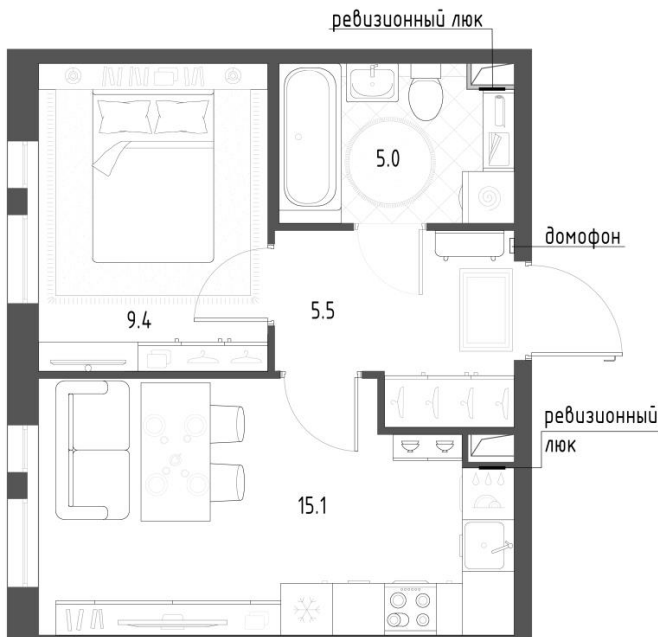 ревизионный люк
5.0
домофон
9.4
5.5
ревизионный
люк
15.1